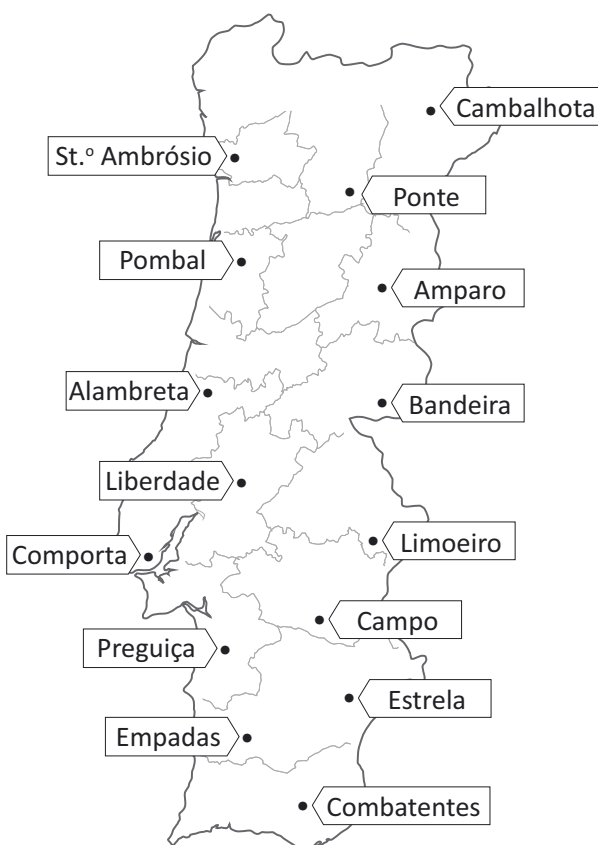 Cambalhota
St.º Ambrósio
Ponte
Pombal
Amparo
Alambreta
Bandeira
Liberdade
Limoeiro
Comporta
Campo
Preguiça
Estrela
Empadas
Combatentes